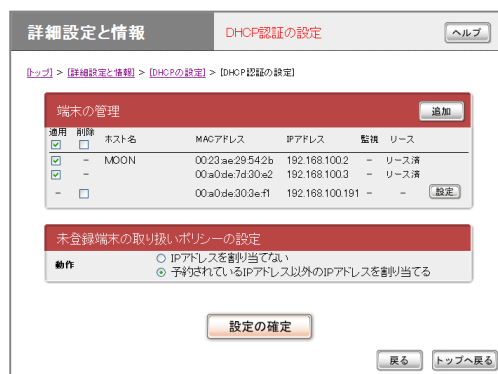 詳細設定と情報
DHCP認証の設定
ヘルプ
[トップ] > [詳細設定と情報] > [DHCPの設定] > [DHCP認証の設定]
端末の管理
追加
適用 削除 ホスト名 MACアドレス IPアドレス 監視 リース
- MOON 00:23:ae:29:54:2b 192.168.100.2 - リース済
- 00:a0:de:7d:30:e2 192.168.100.3 - リース済
- 00:a0:de:30:3e:f1 192.168.100.191 - - 設定
未登録端末の取り扱いポリシーの設定
動作
IPアドレスを割り当てない
予約されているIPアドレス以外のIPアドレスを割り当てる
設定の確定
戻る
トップへ戻る